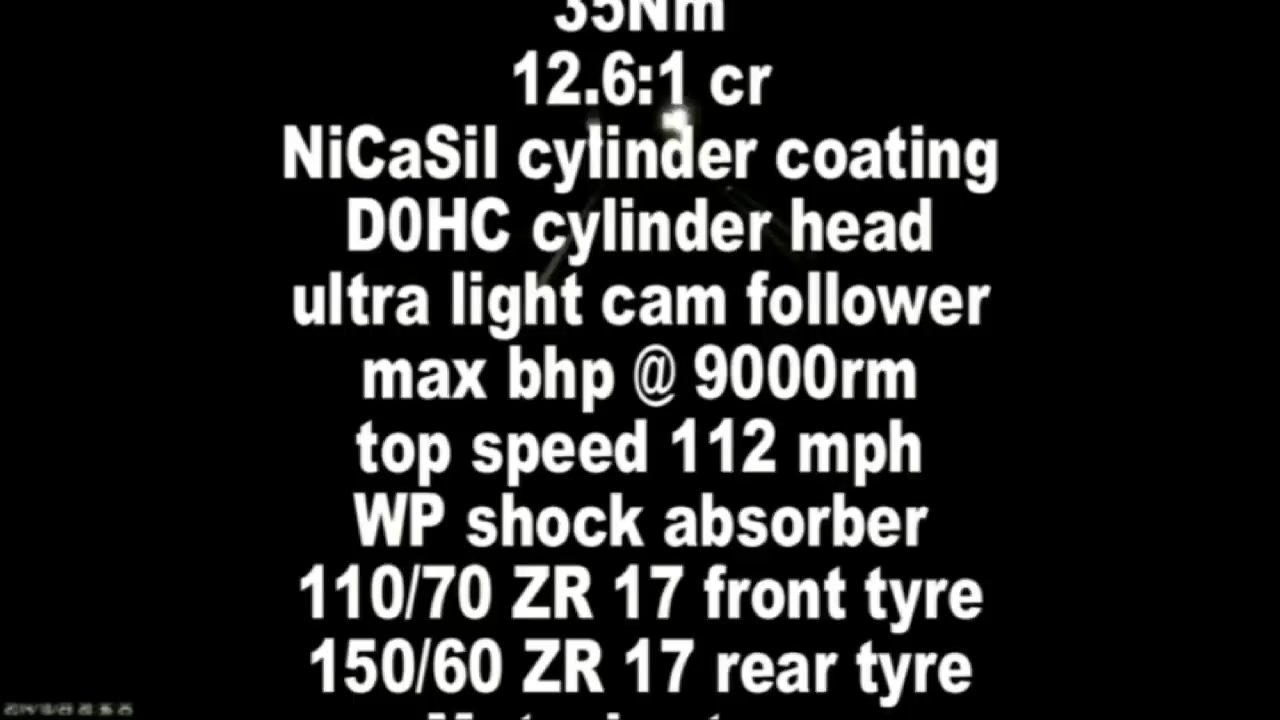 35Nm
12.6:1 cr
NiCaSil cylinder coating
D0HC cylinder head
ultra light cam follower
max bhp @ 9000rm
top speed 112 mph
WP shock absorber
110/70 ZR 17 front tyre
150/60 ZR 17 rear tyre